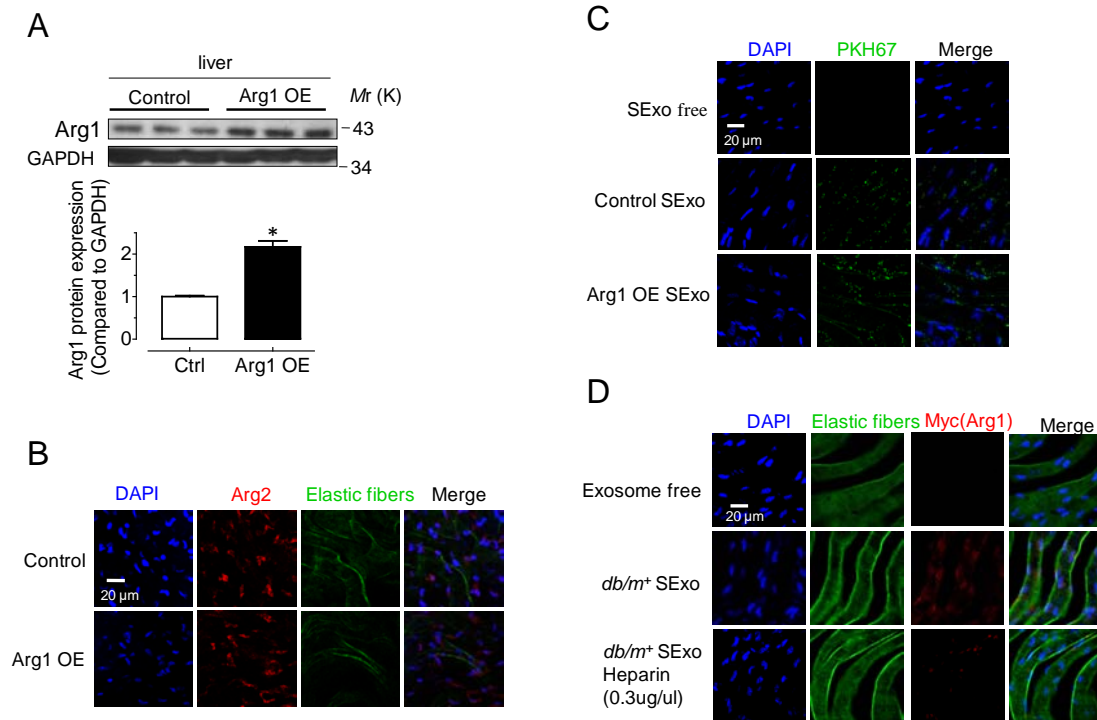 A
liver
Control Arg1 OE Mr (K)
Arg1 -43
GAPDH
-34
Arg1 protein expression
(Compared to GAPDH)
2
1
0
*
Ctrl Arg1 OE
B
DAPI Arg2 Elastic fibers Merge
Control
20 µm
Arg1 OE
C
DAPI PKH67 Merge
SExo free
20 µm
Control SExo
Arg1 OE SExo
D
DAPI Elastic fibers Myc(Arg1) Merge
Exosome free
20 µm
db/m+ SExo
db/m+ SExo
Heparin
(0.3ug/ul)